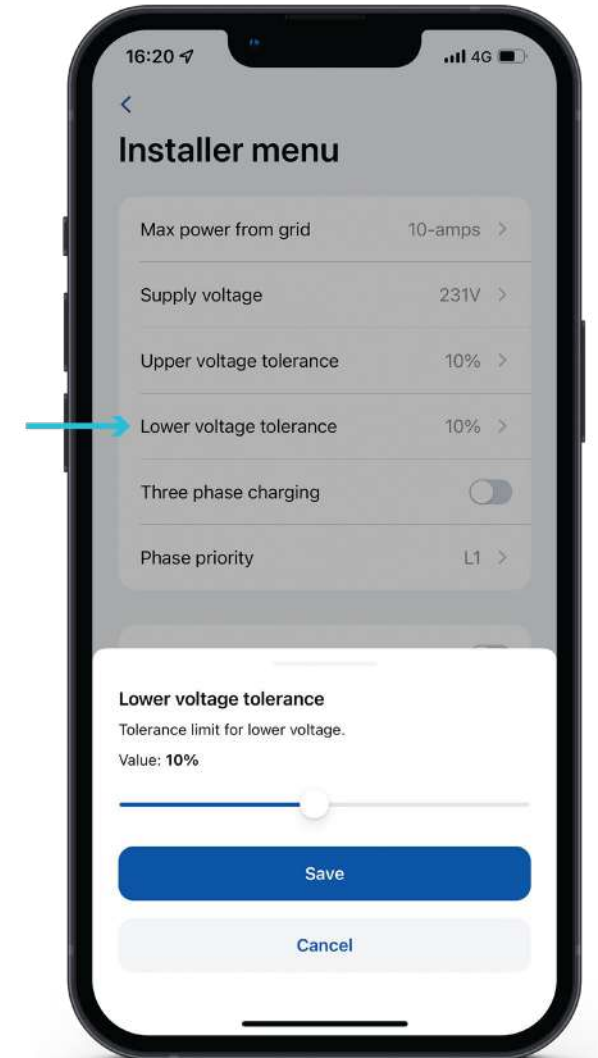 16:20 4G
Installer menu
Max power from grid 10-amps
Supply voltage 231V
Upper voltage tolerance 10%
Lower voltage tolerance 10%
Three phase charging
Phase priority L1
Lower voltage tolerance
Tolerance limit for lower voltage.
Value: 10%
Save
Cancel